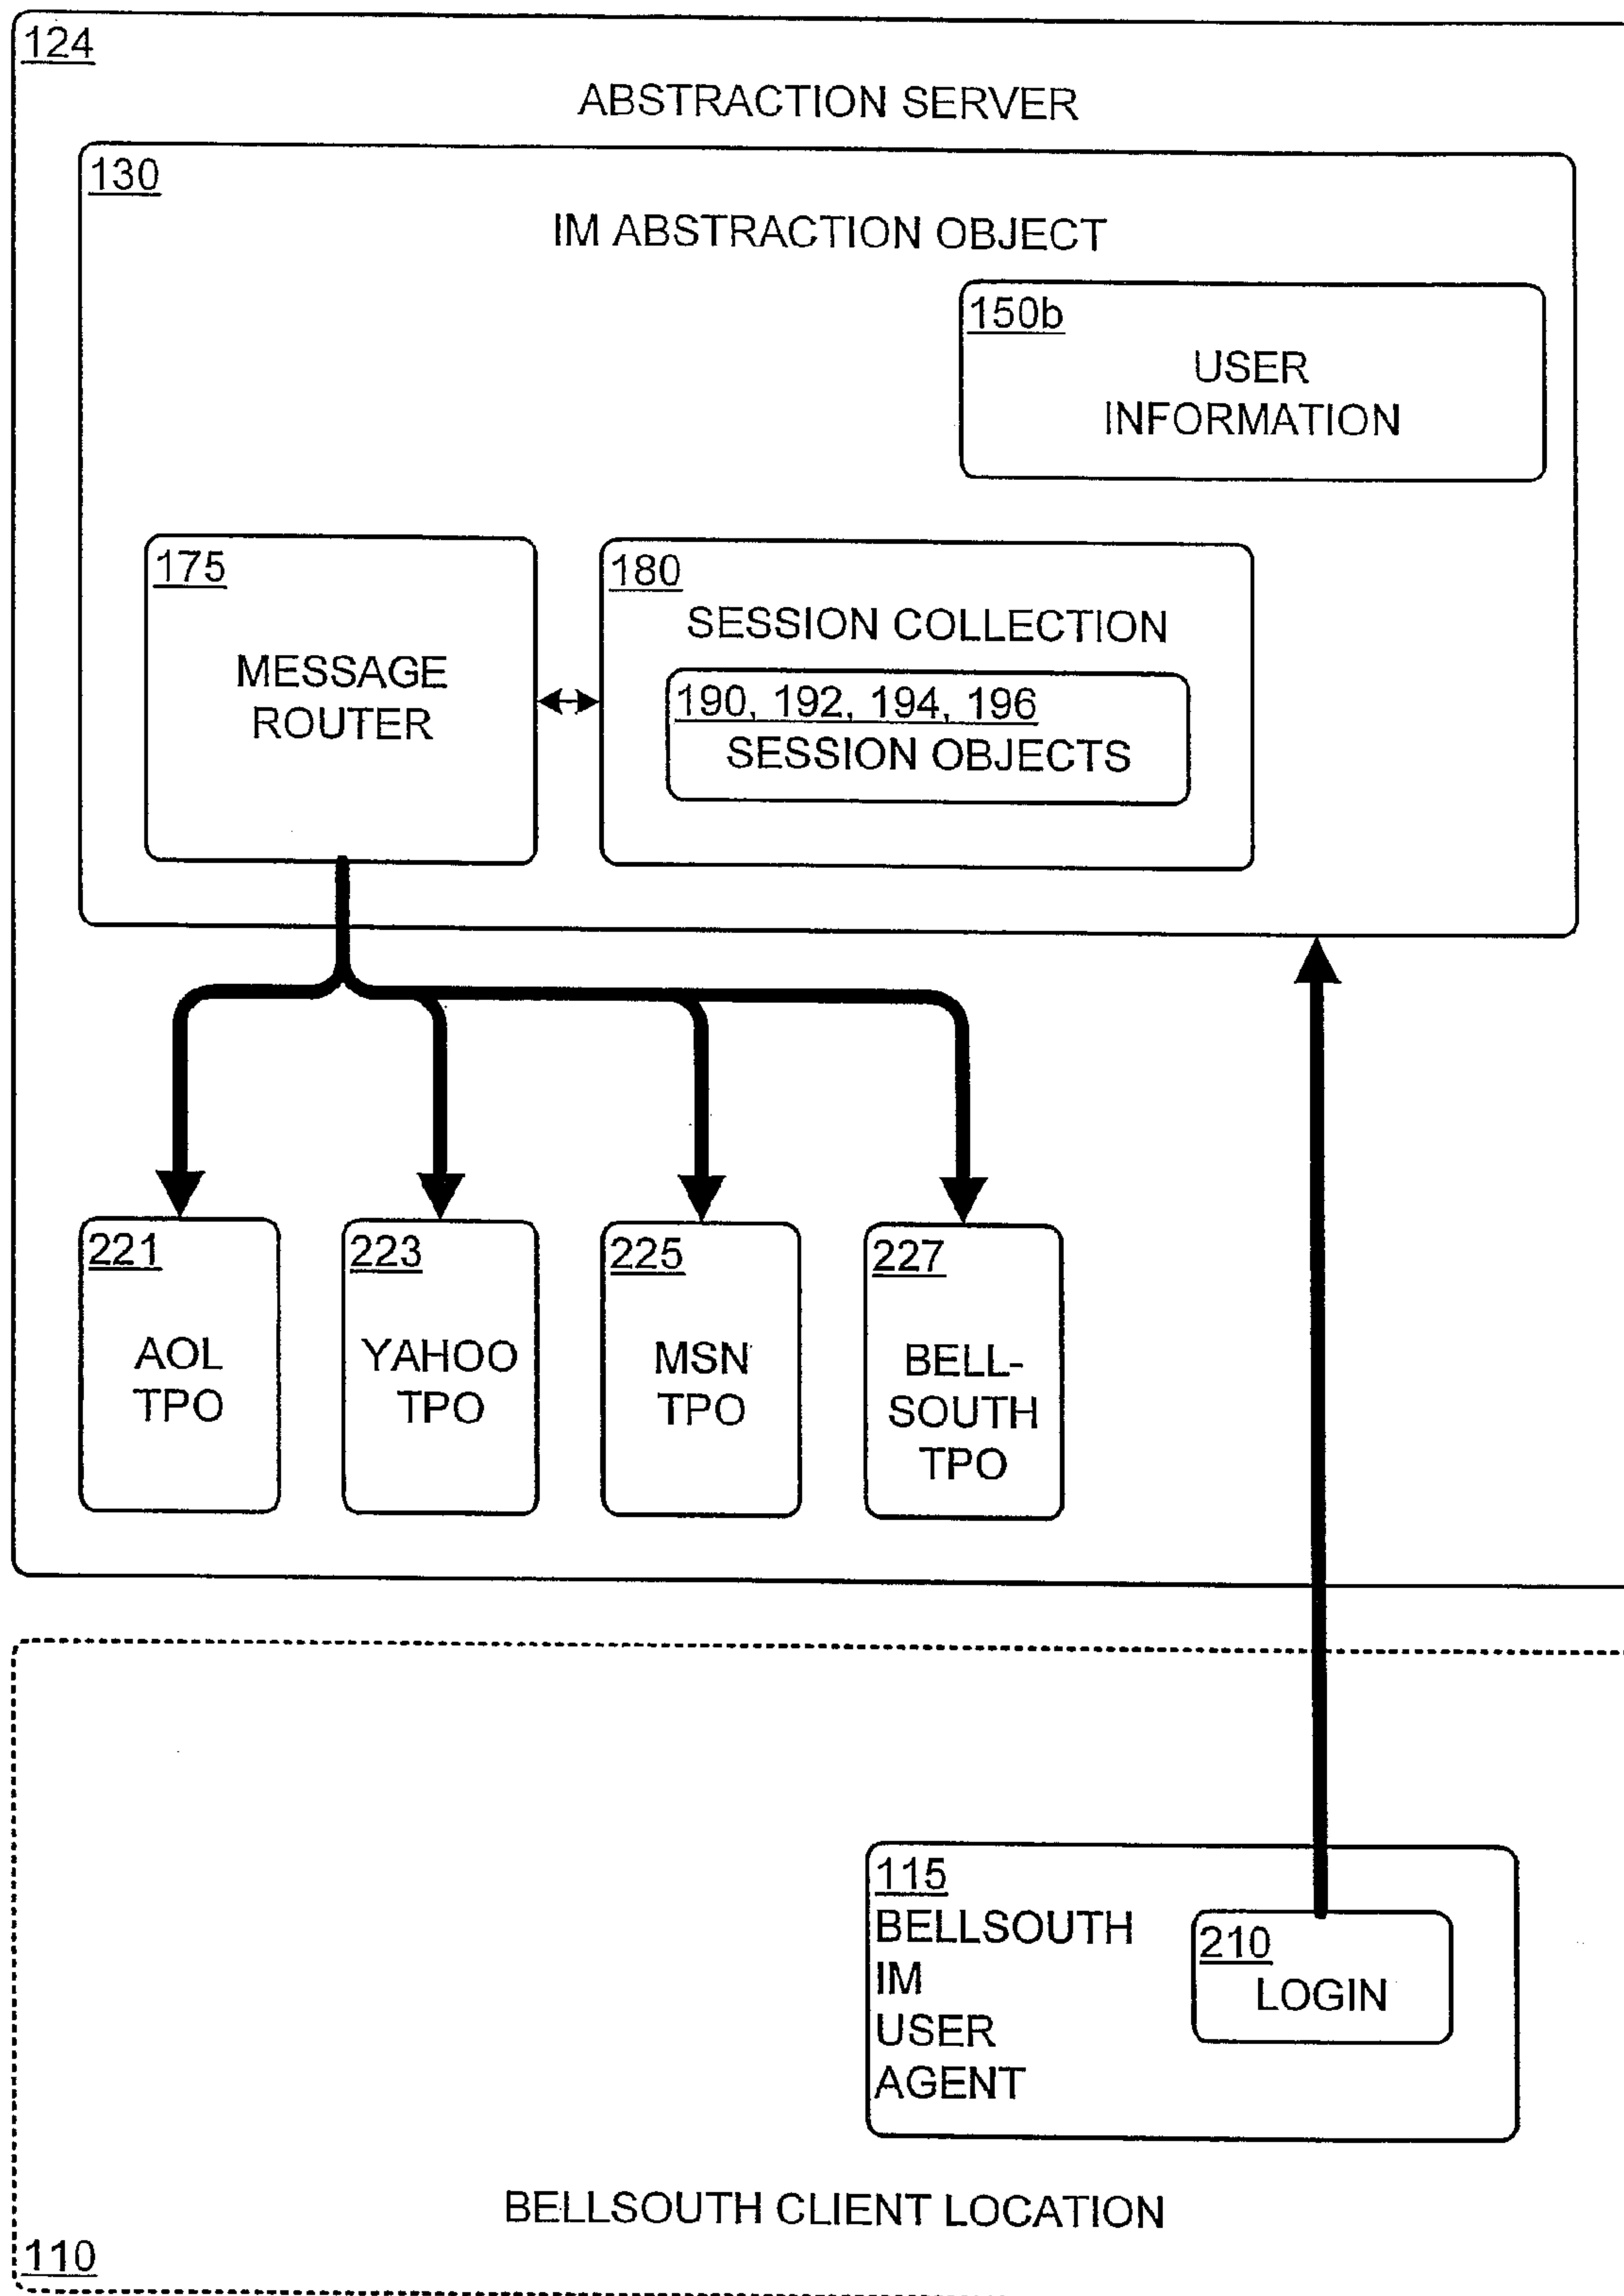 124
ABSTRACTION SERVER
130
IM ABSTRACTION OBJECT
150b
USER
INFORMATION
175
MESSAGE
ROUTER
180
SESSION COLLECTION
190, 192, 194, 196
SESSION OBJECTS
221
AOL
TPO
223
YAHOO
TPO
225
MSN
TPO
227
BELL-
SOUTH
TPO
115
BELLSOUTH
IM
USER
AGENT
210
LOGIN
BELLSOUTH CLIENT LOCATION
110